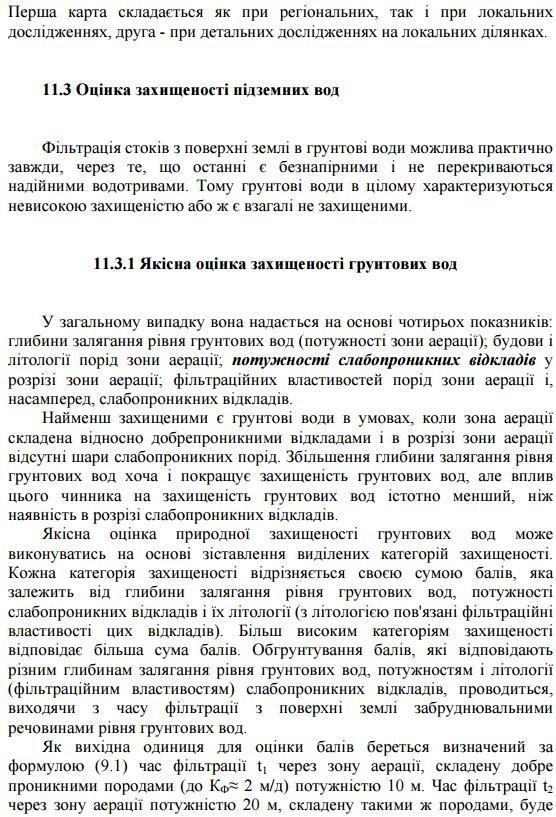 Перша карта складається як при регіональних, так і при локальних
дослідженнях, друга - при детальних дослідженнях на локальних ділянках.
11.3 Оцінка захищеності підземних вод
Фільтрація стоків з поверхні землі в грунтові води можлива практично
завжди, через те, що останні є безнапірними і не перекриваються
надійними водотривами. Тому грунтові води в цілому характеризуються
невисокою захищеністю або ж є взагалі не захищеними.
11.3.1 Якісна оцінка захищеності грунтових вод
У загальному випадку вона надається на основі чотирьох показників:
глибини залягання рівня грунтових вод (потужності зони аерації); будови і
літології порід зони аерації; потужності слабопроникних відкладів у
розрізі зони аерації; фільтраційних властивостей порід зони аерації і,
насамперед, слабопроникних відкладів.
Найменш захищеними є грунтові води в умовах, коли зона аерації
складена відносно добрепроникними відкладами і в розрізі зони аерації
відсутні шари слабопроникних порід. Збільшення глибини залягання рівня
грунтових вод хоча і покращує захищеність грунтових вод, але вплив
цього чинника на захищеність грунтових вод істотно менший, ніж
наявність в розрізі слабопроникних відкладів.
Якісна оцінка природної захищеності грунтових вод може
виконуватись на основі зіставлення виділених категорій захищеності.
Кожна категорія захищеності відрізняється своєю сумою балів, яка
залежить від глибини залягання рівня грунтових вод, потужності
слабопроникних відкладів і їх літології (з літологією пов'язані фільтраційні
властивості цих відкладів). Більш високим категоріям захищеності
відповідає більша сума балів. Обгрунтування балів, які відповідають
різним глибинам залягання рівня грунтових вод, потужностям і літології
(фільтраційним властивостям) слабопроникних відкладів, проводиться,
виходячи з часу фільтрації з поверхні землі забруднювальними
речовинами рівня грунтових вод.
Як вихідна одиниця для оцінки балів береться визначений за
формулою (9.1) час фільтрації t₁ через зону аерації, складену добре
проникними породами (до KФ≈ 2 м/д) потужністю 10 м. Час фільтрації t₂
через зону аерації потужністю 20 м, складену такими ж породами, буде